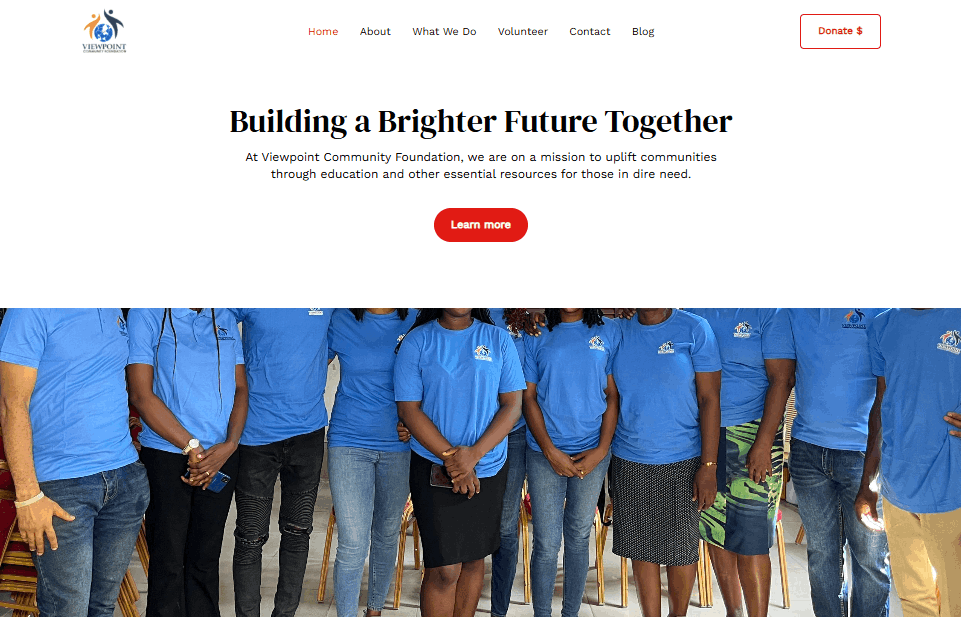 VIEWPOINT
COMMUNITY FOUNDATION
Home About What We Do Volunteer Contact Blog
Donate $
Building a Brighter Future Together
At Viewpoint Community Foundation, we are on a mission to uplift communities
through education and other essential resources for those in dire need.
Learn more